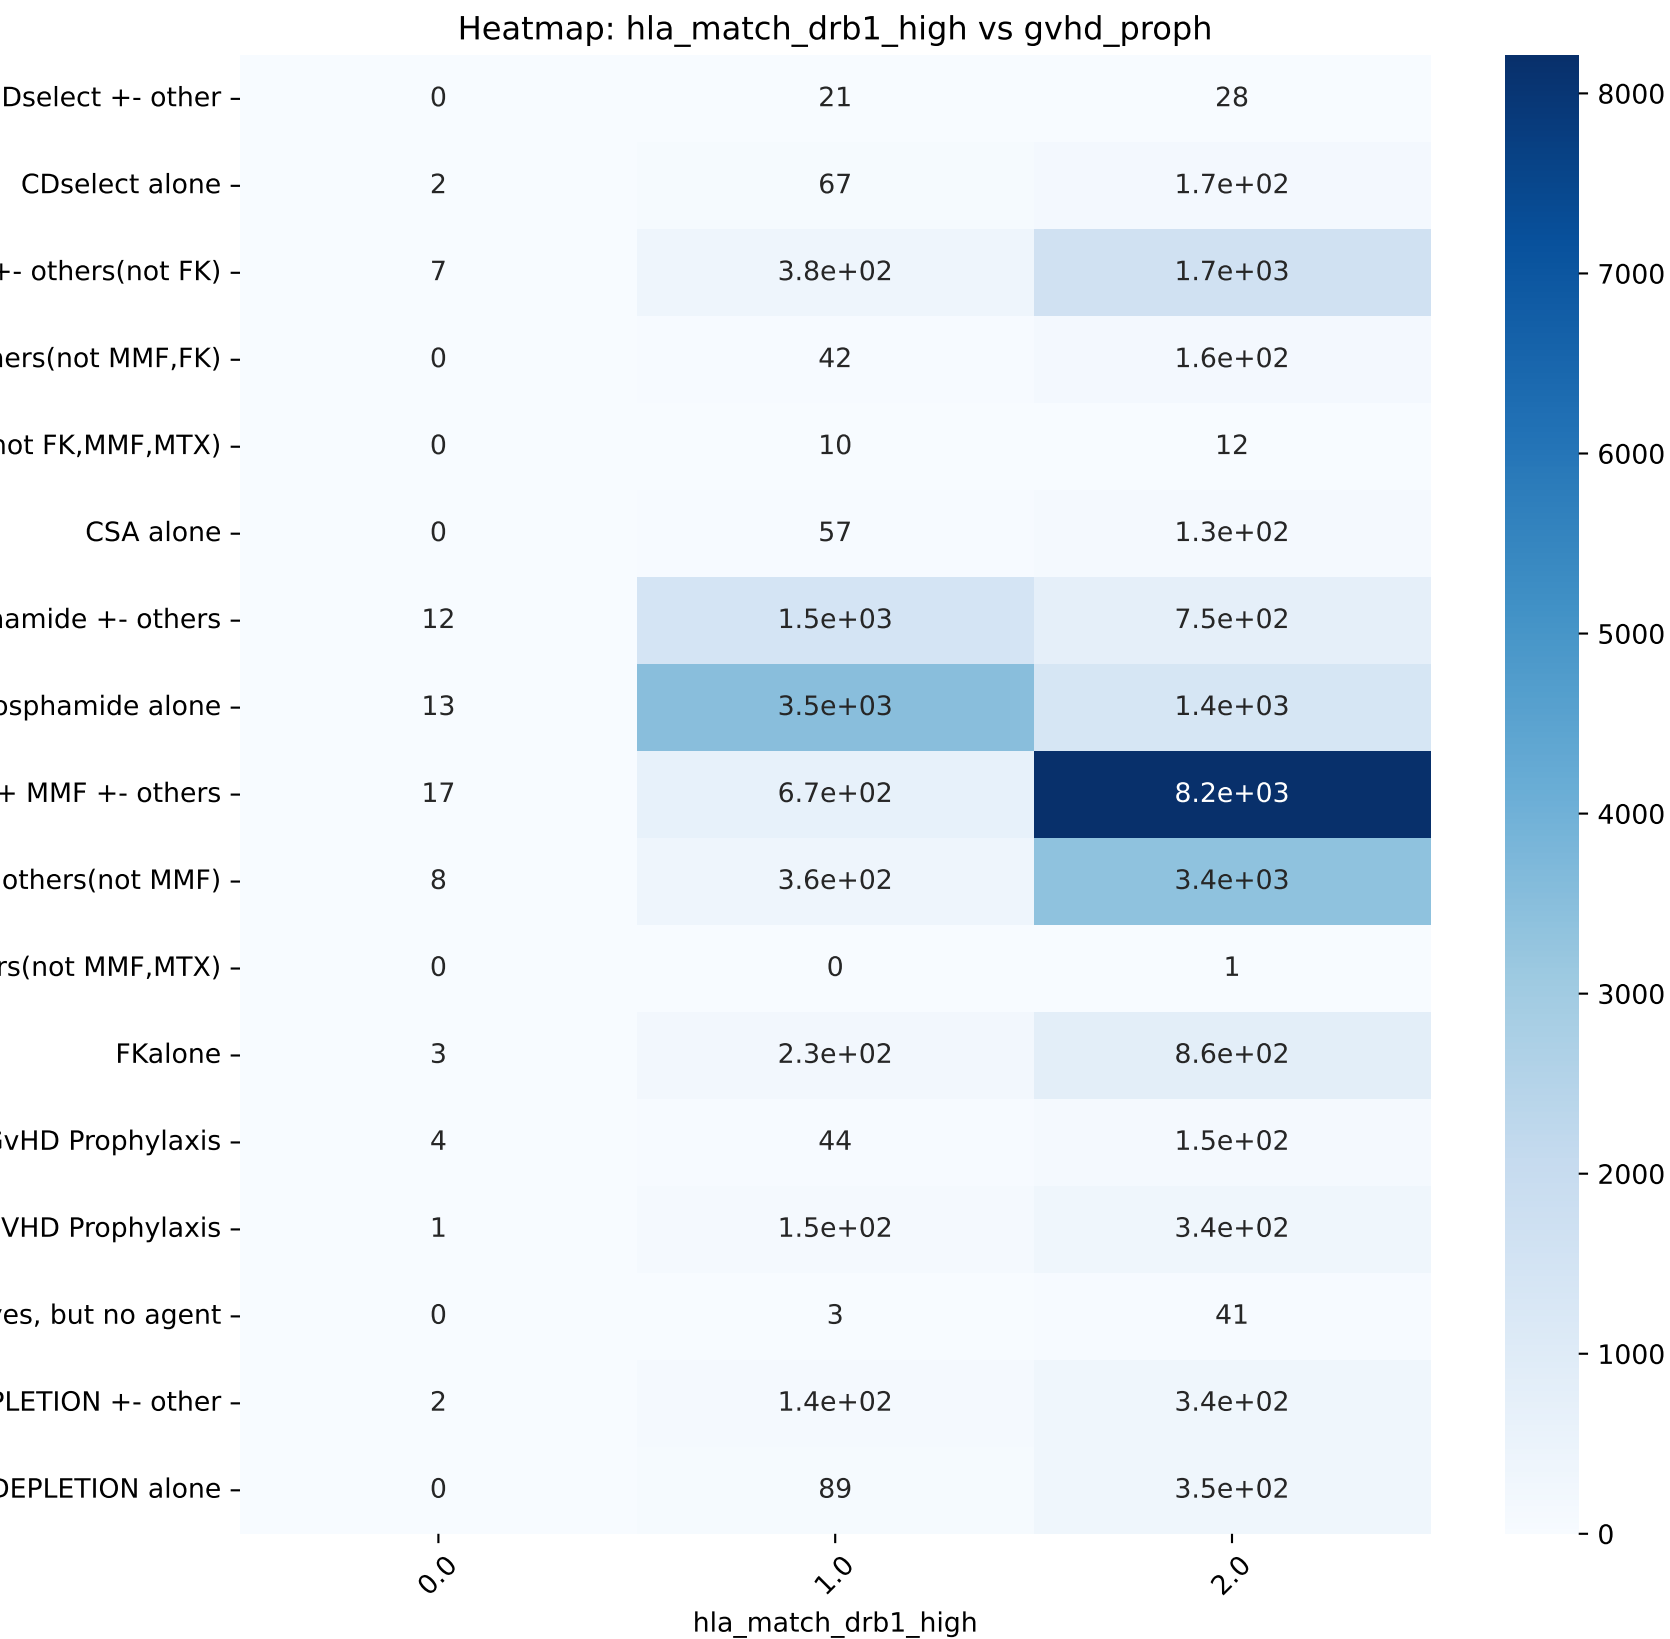 Heatmap: hla_match_drb1_high vs gvhd_proph
Dselect +- other 0 21 28
CDselect alone 2 67 1.7e+02
+- others(not FK) 7 3.8e+02 1.7e+03
ers(not MMF,FK) 0 42 1.6e+02
not FK,MMF,MTX) 0 10 12
CSA alone 0 57 1.3e+02
amide +- others 12 1.5e+03 7.5e+02
osphamide alone 13 3.5e+03 1.4e+03
+ MMF +- others 17 6.7e+02 8.2e+03
others(not MMF) 8 3.6e+02 3.4e+03
rs(not MMF,MTX) 0 0 1
FKalone 3 2.3e+02 8.6e+02
GvHD Prophylaxis 4 44 1.5e+02
VHD Prophylaxis 1 1.5e+02 3.4e+02
yes, but no agent 0 3 41
PLETION +- other 2 1.4e+02 3.4e+02
DEPLETION alone 0 89 3.5e+02
0.0 1.0 2.0
hla_match_drb1_high
8000
7000
6000
5000
4000
3000
2000
1000
0